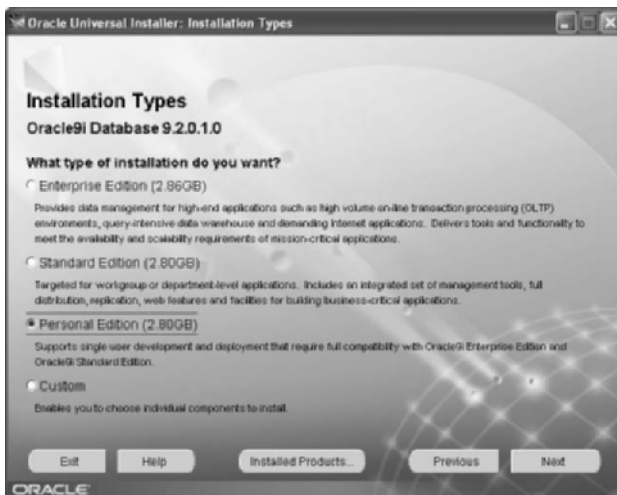 Oracle Universal Installer: Installation Types
Installation Types
Oracle9i Database 9.2.0.1.0
What type of installation do you want?
Enterprise Edition (2.86GB)
Provides data management for high-end applications such as high volume on-line transaction processing (OLTP)
environments, query-intensive data warehouse and demanding Internet applications. Delivers tools and functionality to
meet the availability and scalability requirements of mission-critical applications.
Standard Edition (2.80GB)
Targeted for workgroup or department-level applications. Includes an integrated set of management tools, full
distribution, replication, web features and facilities for building business-critical applications.
Personal Edition (2.80GB)
Supports single user development and deployment that require full compatibility with Oracle9i Enterprise Edition and
Oracle9i Standard Edition.
Custom
Enables you to choose individual components to install.
Exit Help Installed Products... Previous Next
ORACLE